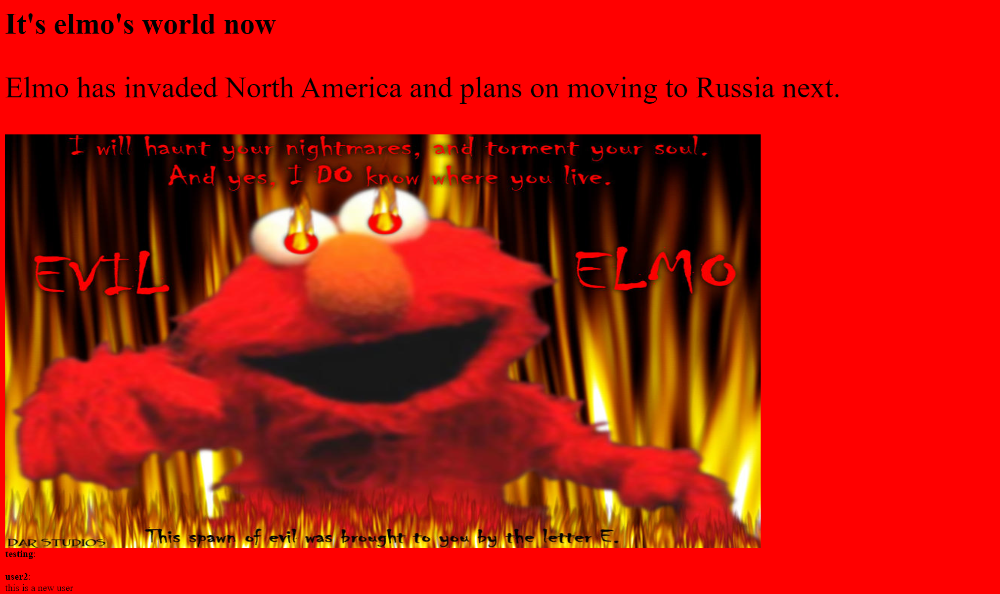 It's elmo's world now
Elmo has invaded North America and plans on moving to Russia next.
I will haunt your nightmares, and torment your soul.
And yes, I DO know where you live.
EVIL ELMO
This spawn of evil was brought to you by the letter E.
DAR STUDIOS
testing:
user2:
this is a new user